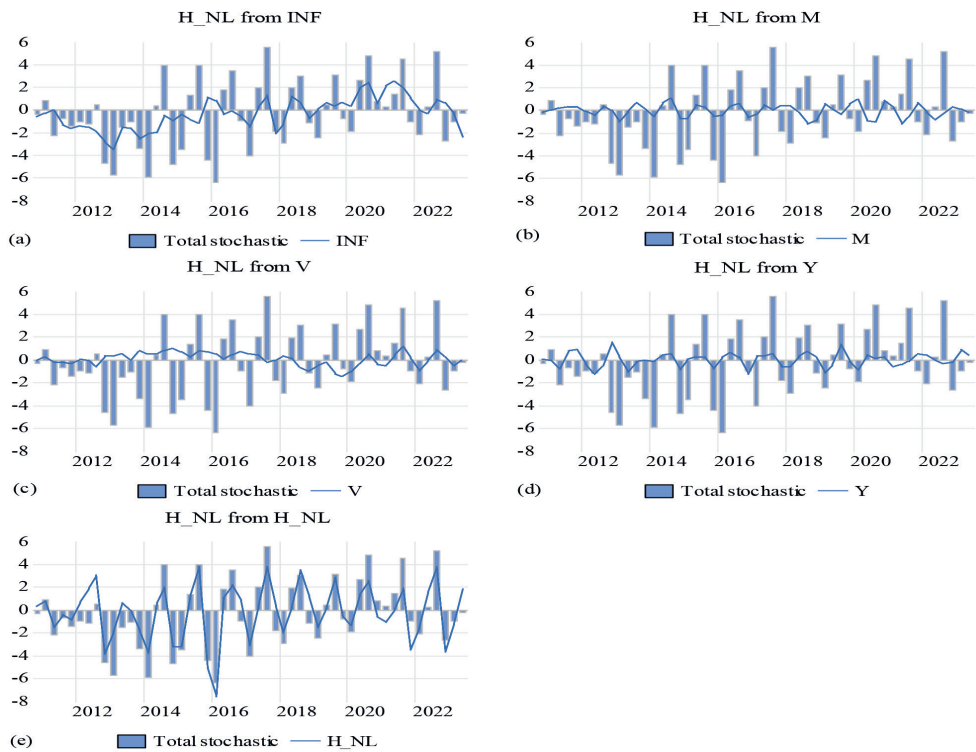 H_NL from INF
6
4
2
0
-2
-4
-6
-8
2012 2014 2016 2018 2020 2022
(a)
Total stochastic INF
H_NL from M
6
4
2
0
-2
-4
-6
-8
2012 2014 2016 2018 2020 2022
(b)
Total stochastic M
H_NL from V
6
4
2
0
-2
-4
-6
-8
2012 2014 2016 2018 2020 2022
(c)
Total stochastic V
H_NL from Y
6
4
2
0
-2
-4
-6
-8
2012 2014 2016 2018 2020 2022
(d)
Total stochastic Y
H_NL from H_NL
6
4
2
0
-2
-4
-6
-8
2012 2014 2016 2018 2020 2022
(e)
Total stochastic H_NL